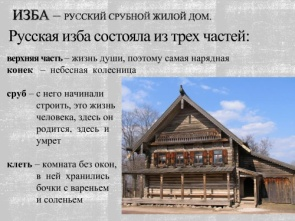 ИЗБА – РУССКИЙ СРУБНОЙ ЖИЛОЙ ДОМ.
Русская изба состояла из трех частей:
верхняя часть – жизнь души, поэтому самая нарядная
конек – небесная колесница
сруб – с него начинали
строить, это жизнь
человека, здесь он
родится, здесь и
умрет
клеть – комната без окон,
в ней хранились
бочки с вареньем
и соленьем